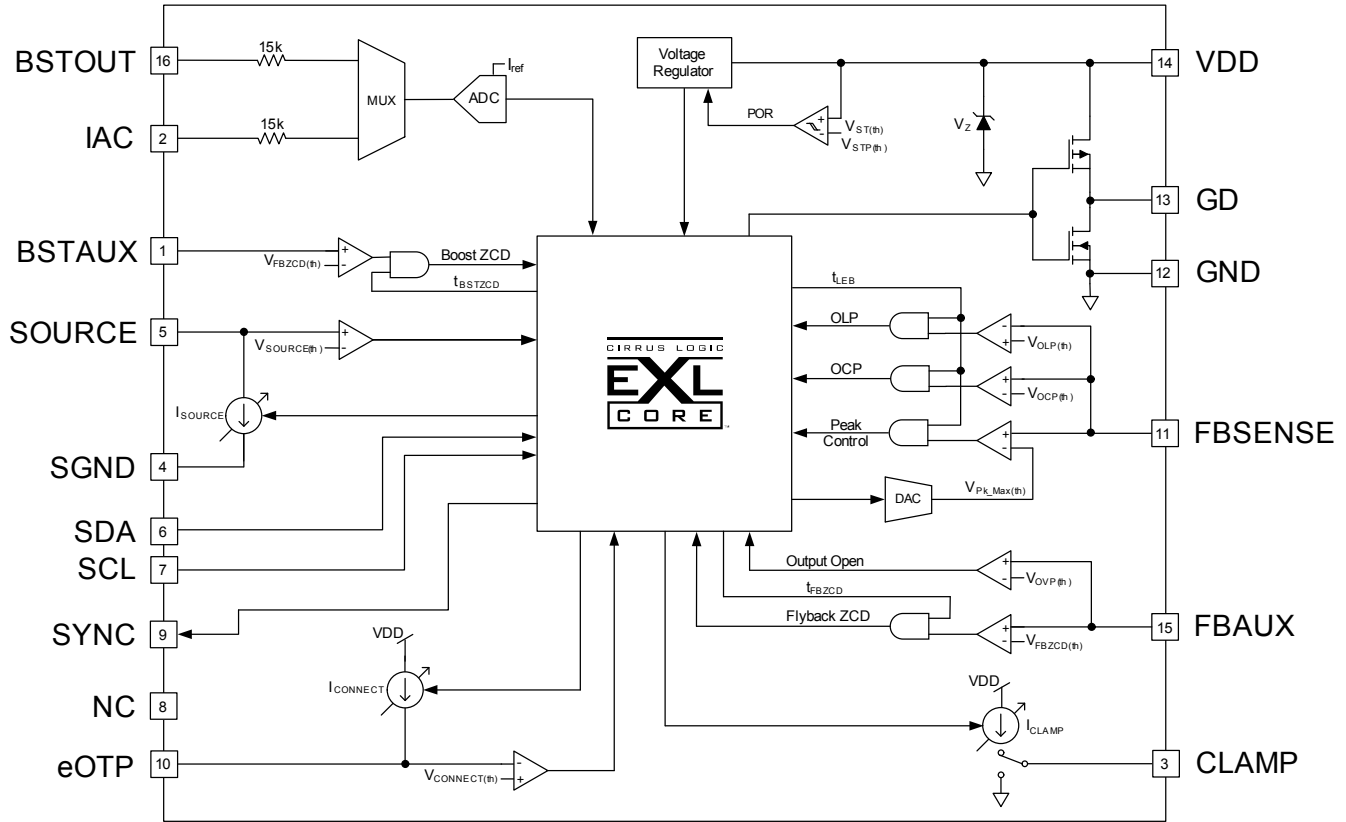 BSTOUT
16
15k
MUX
ADC
Iref
IAC
2
15k
Voltage
Regulator
POR
VST(th)
VSTP(th)
VZ
14
VDD
13
GD
12
GND
BSTAUX
1
VFBZCD(th)
Boost ZCD
tBSTZCD
SOURCE
5
VSOURCE(th)
ISOURCE
SGND
4
SDA
6
SCL
7
SYNC
9
NC
8
eOTP
10
VDD
ICONNECT
VCONNECT(th)
CIRRUS LOGIC
EXL
CORE
™
tLEB
OLP
VOLP(th)
OCP
VOCP(th)
Peak
Control
11
FBSENSE
DAC
VPk_Max(th)
Output Open
VOVP(th)
tFBZCD
Flyback ZCD
VFBZCD(th)
15
FBAUX
VDD
ICLAMP
3
CLAMP